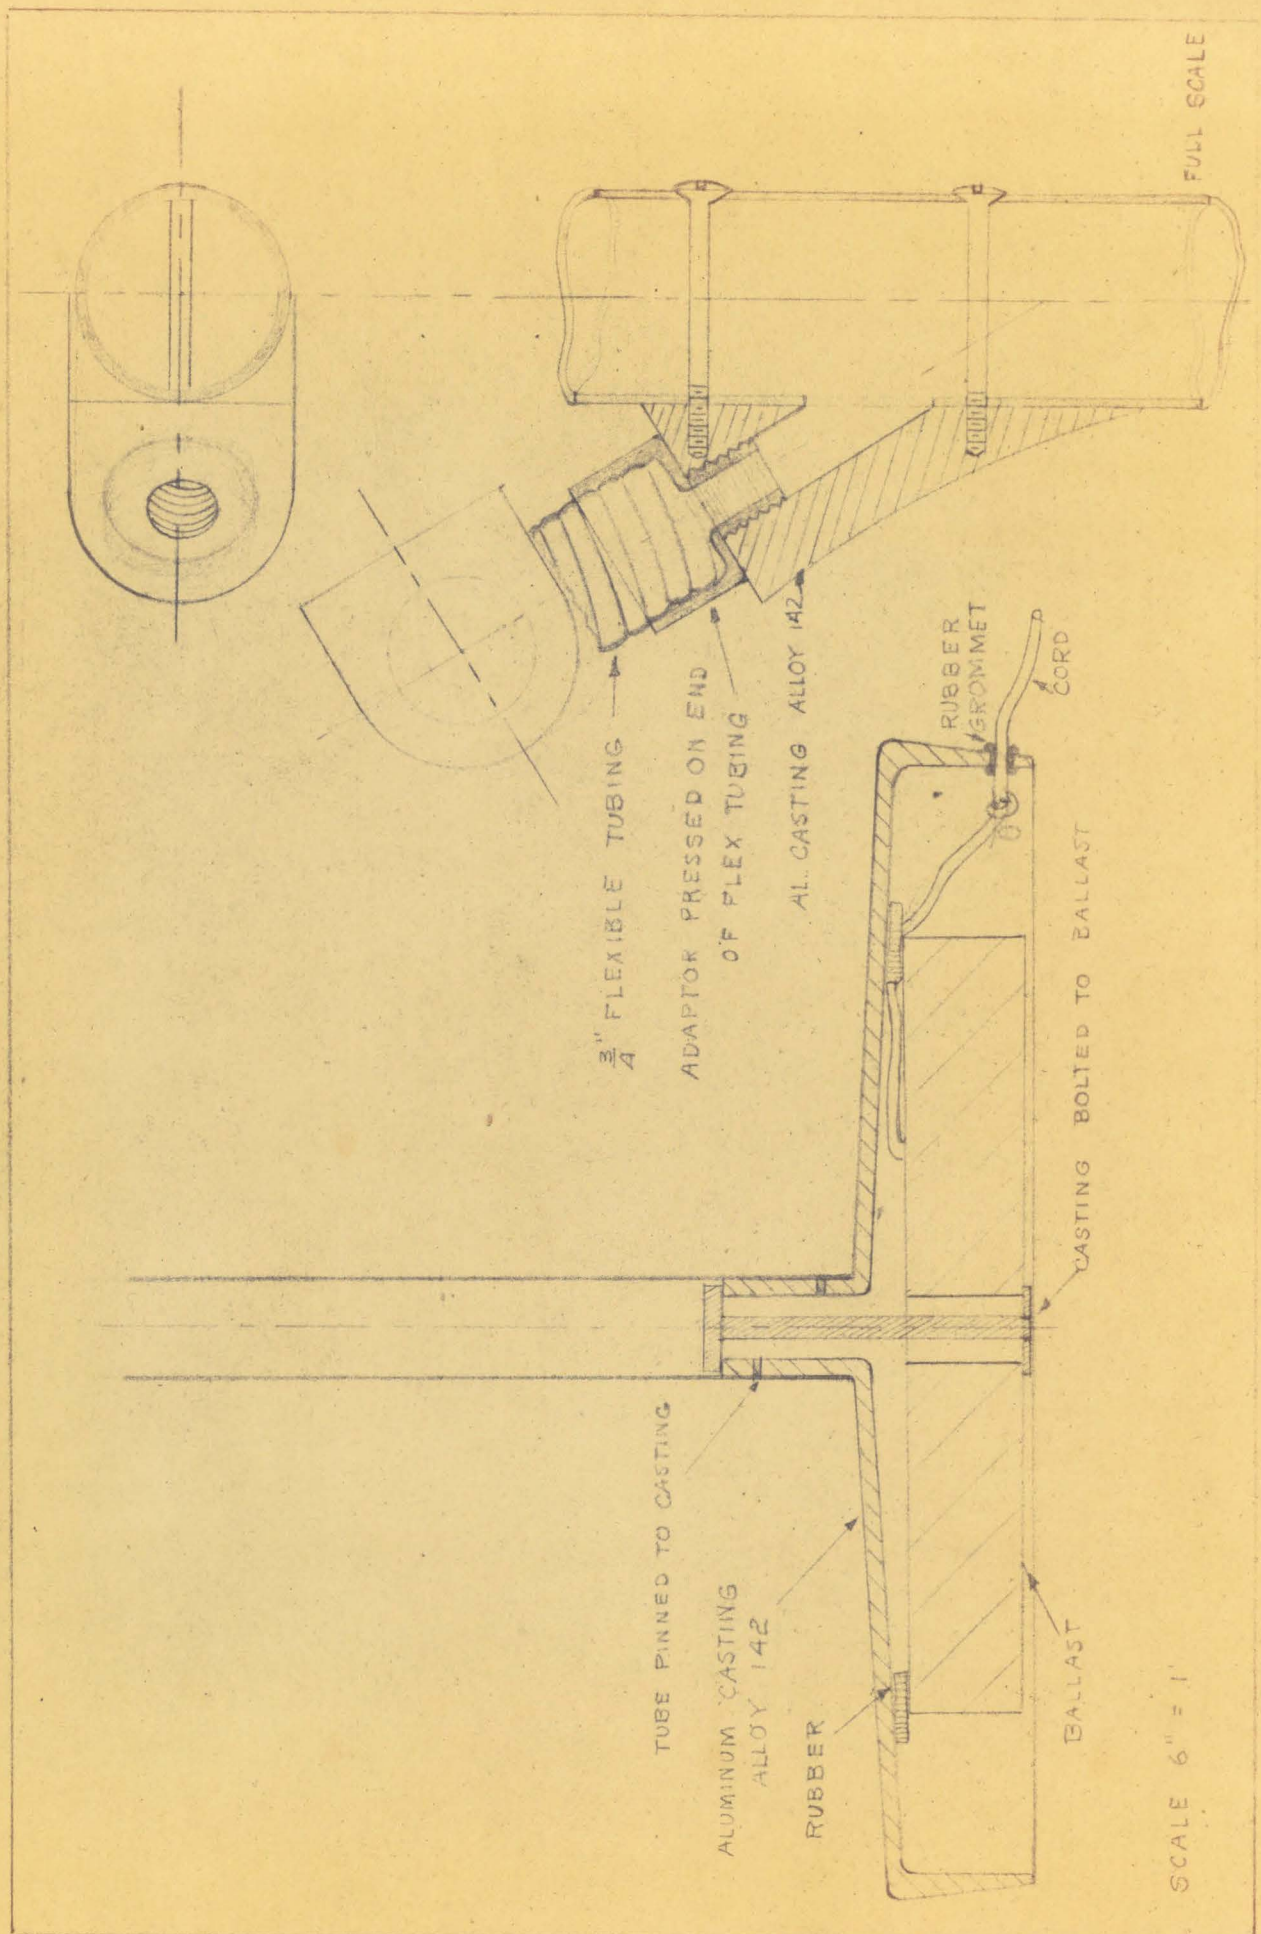 FULL SCALE
3/4" FLEXIBLE TUBING
ADAPTOR PRESSED ON END
OF FLEX TUBING
AL. CASTING ALLOY 142
RUBBER
GROMMET
CORD
TUBE PINNED TO CASTING
ALUMINUM CASTING
ALLOY 142
RUBBER
BALLAST
CASTING BOLTED TO BALLAST
SCALE 6" = 1'